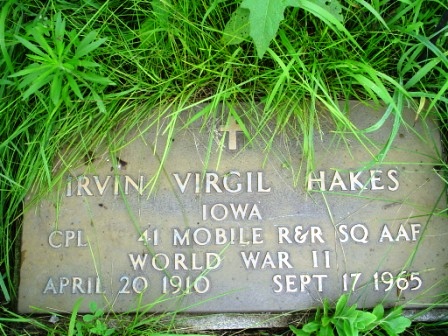 IRVIN VIRGIL HAKES
IOWA
CPL 41 MOBILE R&R SQ AAF
WORLD WAR II
APRIL 20 1910 SEPT 17 1965